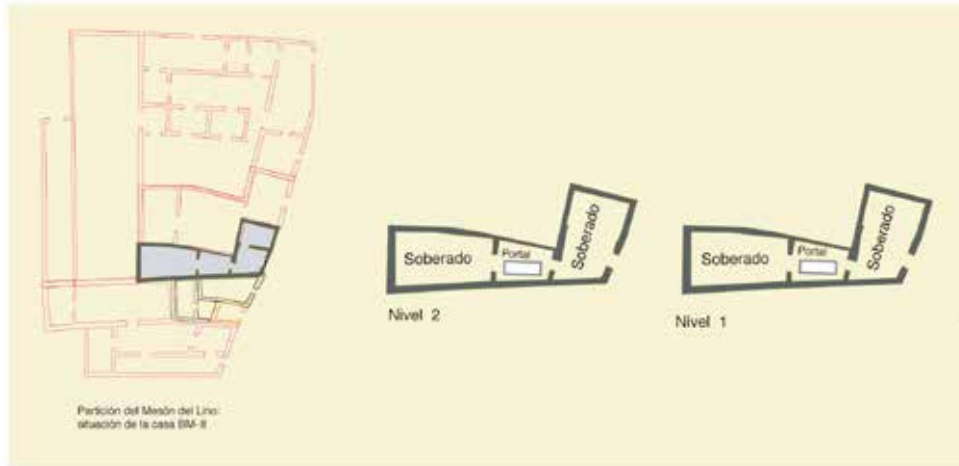 Soberado
Portal
Soberado
Nivel 2
Soberado
Portal
Soberado
Nivel 1
Partición del Mesón del Lino:
situación de la casa BM-8